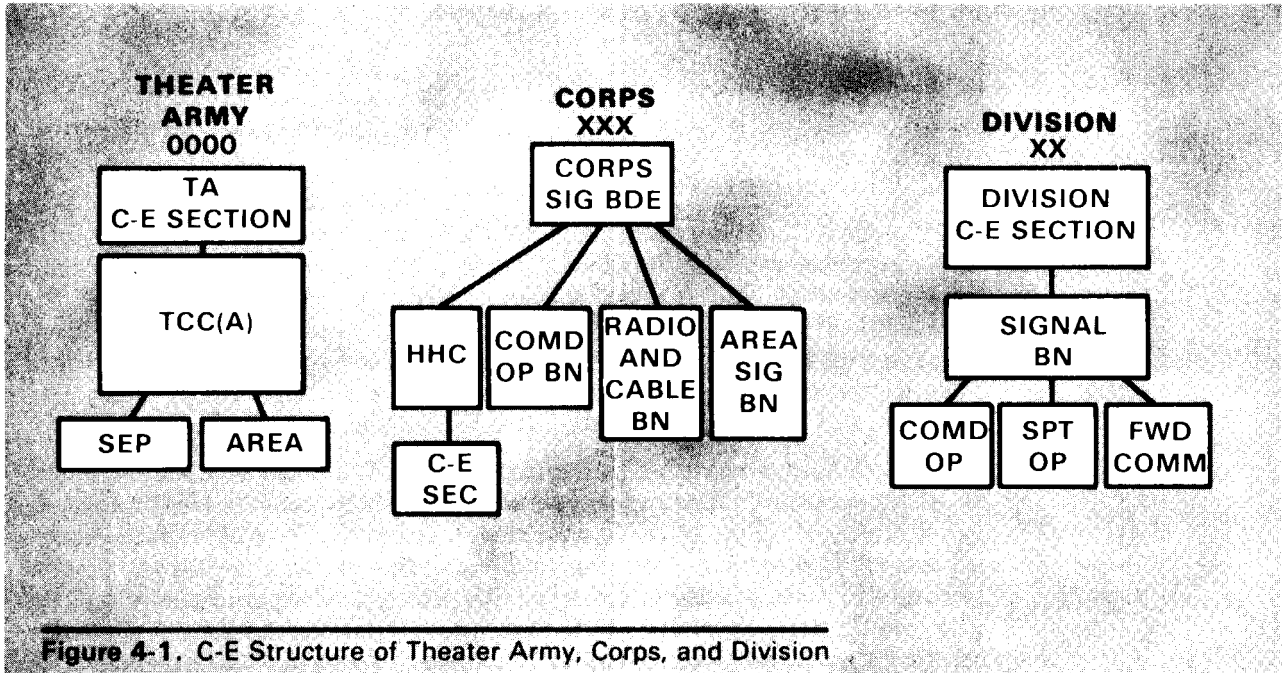 THEATER
ARMY
0000
TA
C-E SECTION
TCC(A)
SEP
AREA
CORPS
XXX
CORPS
SIG BDE
HHC
COMD
OP BN
RADIO
AND
CABLE
BN
AREA
SIG
BN
C-E
SEC
DIVISION
XX
DIVISION
C-E SECTION
SIGNAL
BN
COMD
OP
SPT
OP
FWD
COMM
Figure 4-1. C-E Structure of Theater Army, Corps, and Division